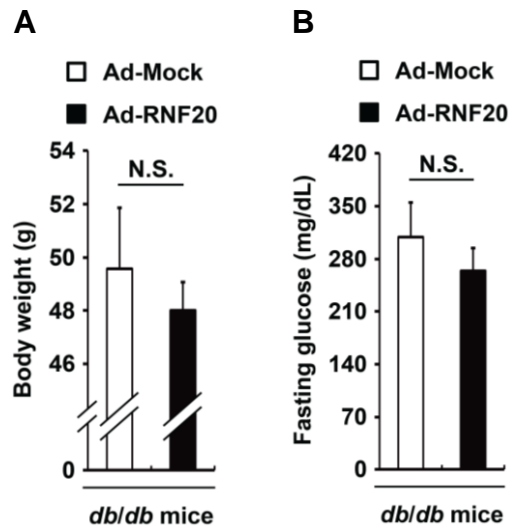 A
Ad-Mock
Ad-RNF20
54
52
50
48
46
0
Body weight (g)
N.S.
db/db mice
B
Ad-Mock
Ad-RNF20
420
350
280
210
140
70
0
Fasting glucose (mg/dL)
N.S.
db/db mice